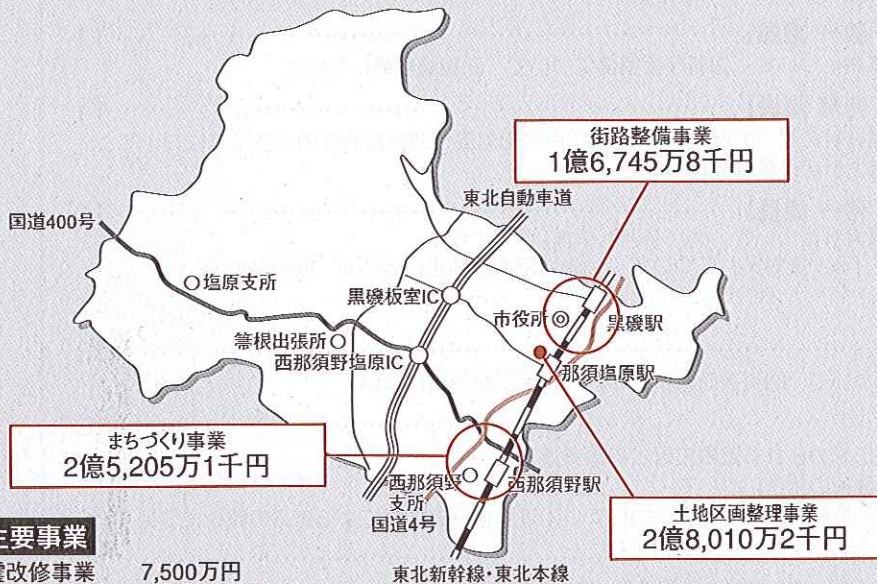 街路整備事業
1億6,745万8千円
東北自動車道
国道400号
塩原支所
黒磯板室IC
市役所
黒磯駅
箒根出張所
西那須野塩原IC
那須塩原駅
まちづくり事業
2億5,205万1千円
西那須野
支所
西那須野駅
国道4号
土地区画整理事業
2億8,010万2千円
主要事業
震改修事業 7,500万円
東北新幹線・東北本線